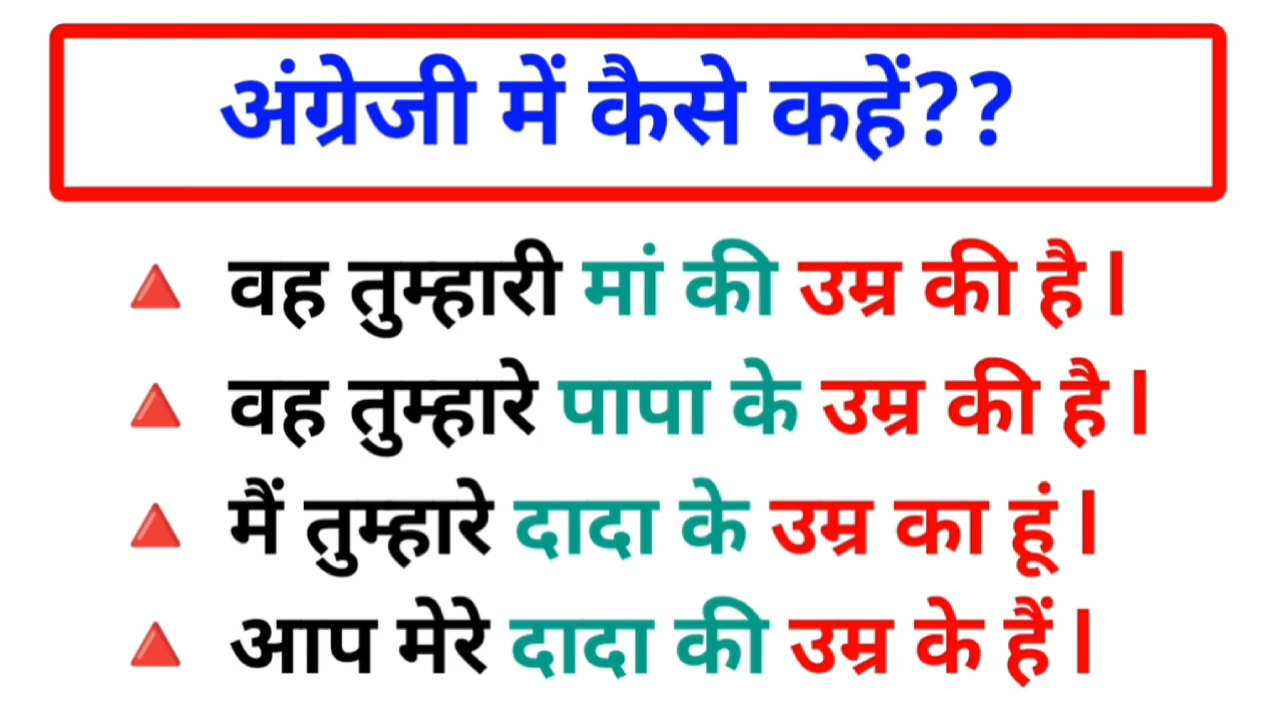 अंग्रेजी में कैसे कहें??
🔺 वह तुम्हारी मां की उम्र की है l
🔺 वह तुम्हारे पापा के उम्र की है l
🔺 मैं तुम्हारे दादा के उम्र का हूं l
🔺 आप मेरे दादा की उम्र के हैं l